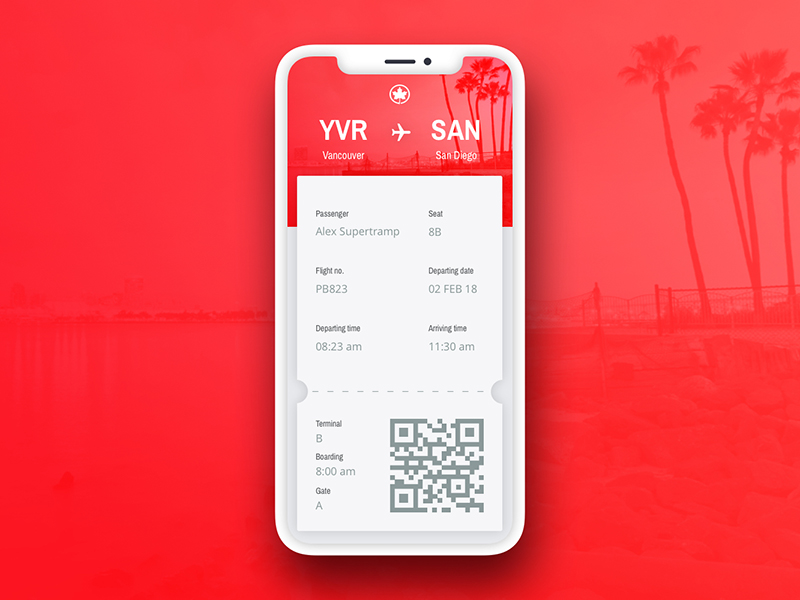 YVR SAN
Vancouver San Diego
Passenger Seat
Alex Supertramp 8B
Flight no. Departing date
PB823 02 FEB 18
Departing time Arriving time
08:23 am 11:30 am
Terminal
B
Boarding
8:00 am
Gate
A